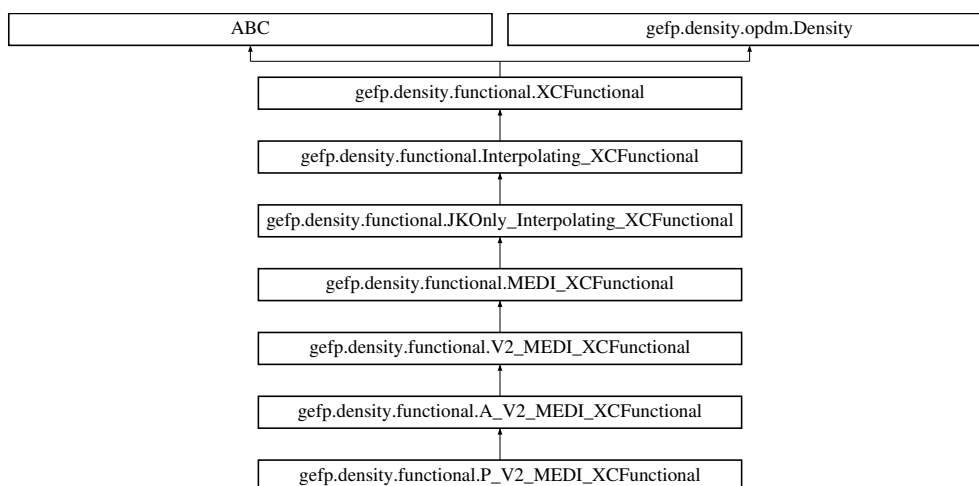 ABC
gefp.density.opdm.Density
gefp.density.functional.XCFunctional
gefp.density.functional.Interpolating_XCFunctional
gefp.density.functional.JKOnly_Interpolating_XCFunctional
gefp.density.functional.MEDI_XCFunctional
gefp.density.functional.V2_MEDI_XCFunctional
gefp.density.functional.A_V2_MEDI_XCFunctional
gefp.density.functional.P_V2_MEDI_XCFunctional